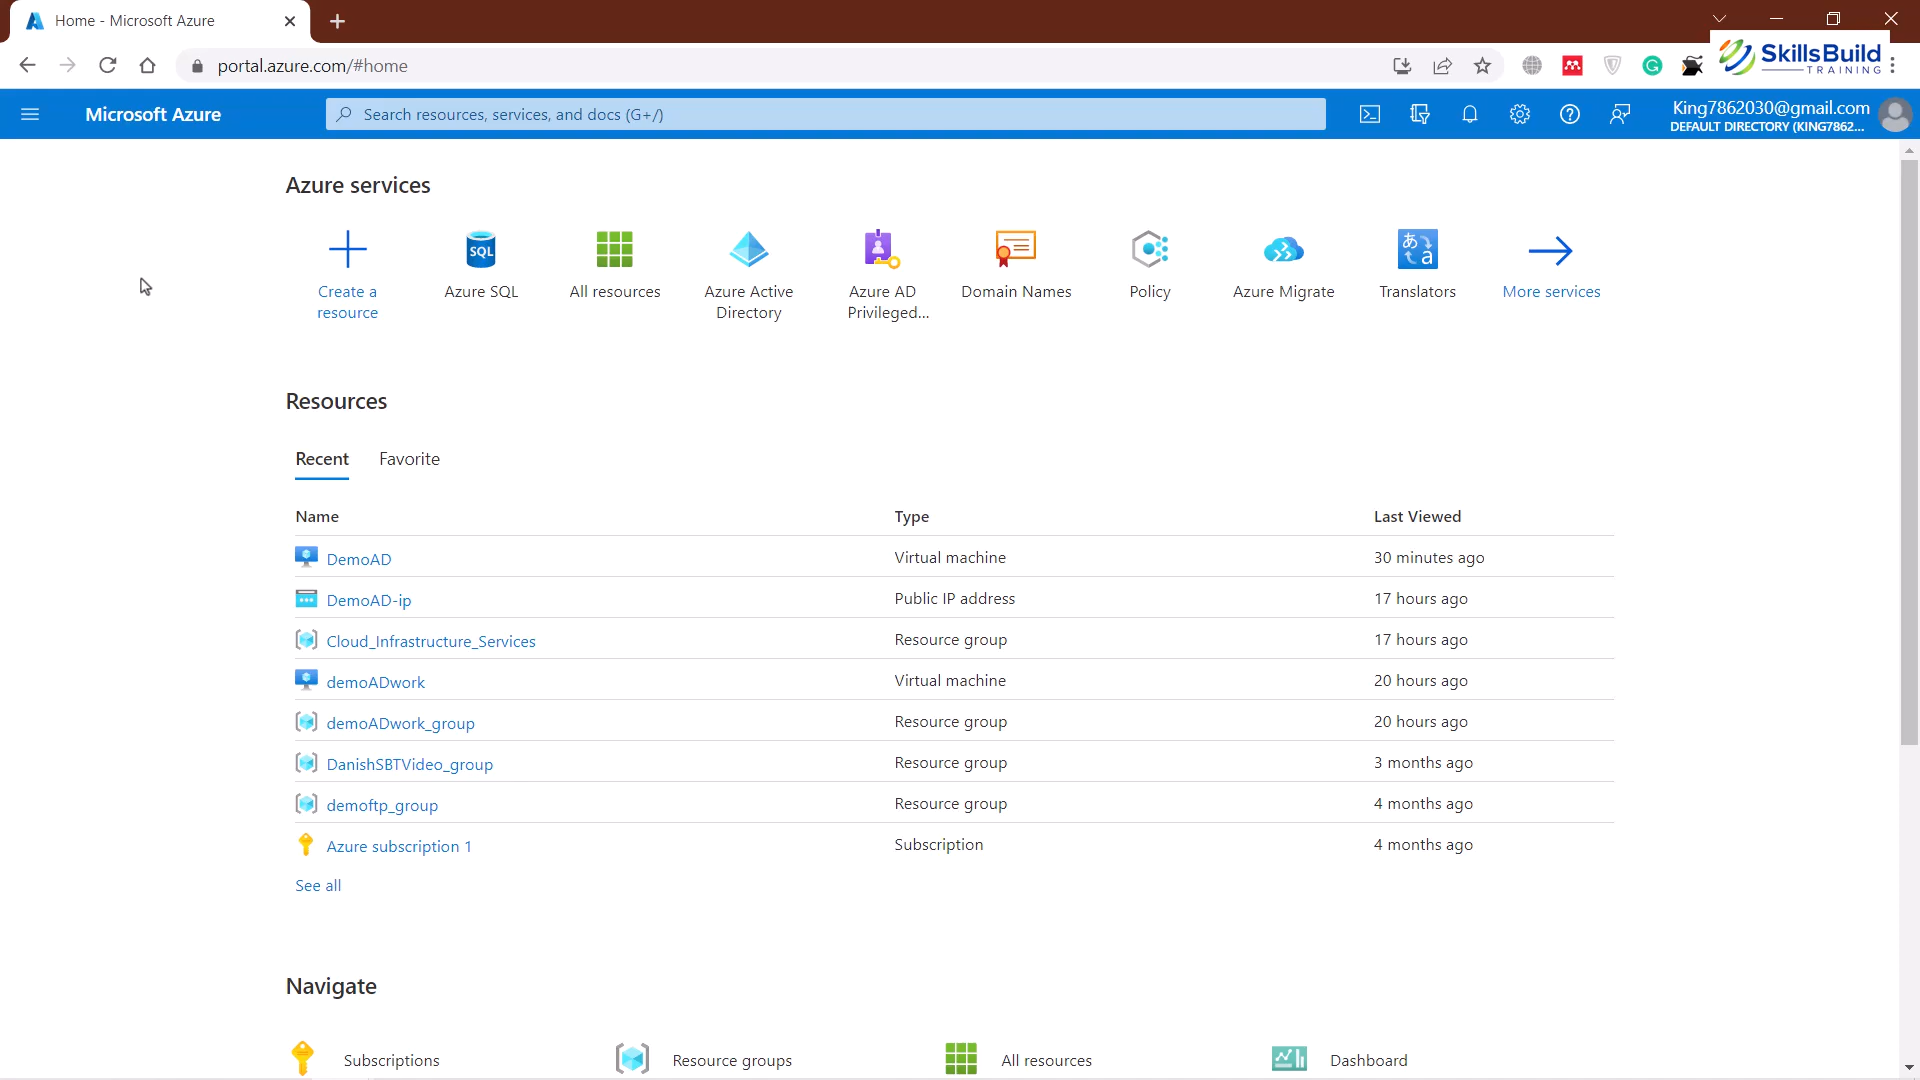 Home - Microsoft Azure
portal.azure.com/#home
SkillsBuild
TRAINING
Microsoft Azure
Search resources, services, and docs (G+/)
King7862030@gmail.com
DEFAULT DIRECTORY (KING7862...
Azure services
Create a resource
SQL
Azure SQL
All resources
Azure Active Directory
Azure AD Privileged...
Domain Names
Policy
Azure Migrate
あ
a
Translators
More services
Resources
Recent Favorite
Name Type Last Viewed
DemoAD Virtual machine 30 minutes ago
DemoAD-ip Public IP address 17 hours ago
Cloud_Infrastructure_Services Resource group 17 hours ago
demoADwork Virtual machine 20 hours ago
demoADwork_group Resource group 20 hours ago
DanishSBTVideo_group Resource group 3 months ago
demoftp_group Resource group 4 months ago
Azure subscription 1 Subscription 4 months ago
See all
Navigate
Subscriptions Resource groups All resources Dashboard